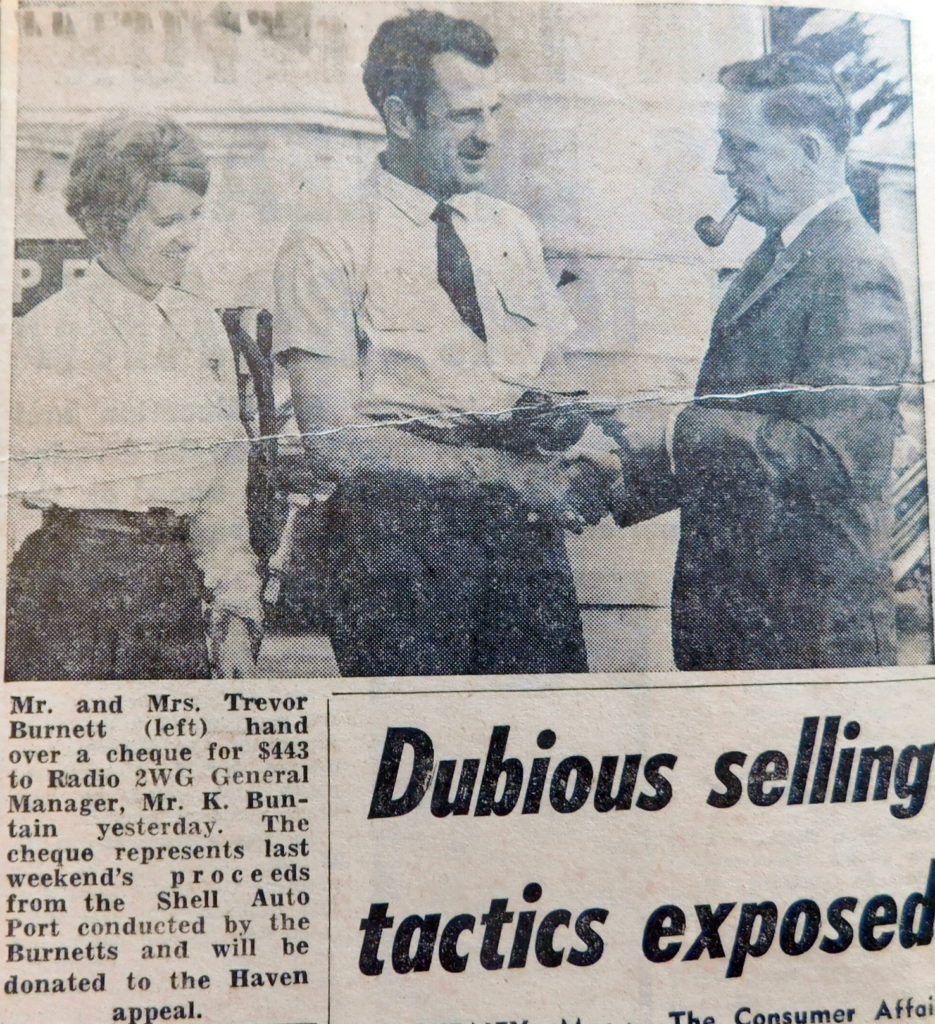 P
Mr. and Mrs. Trevor
Burnett (left) hand
over a cheque for $443
to Radio 2WG General
Manager, Mr. K. Bun-
tain yesterday. The
cheque represents last
weekend's proceeds
from the Shell Auto
Port conducted by the
Burnetts and will be
donated to the Haven
appeal.
Dubious selling
tactics exposed
The Consumer Affai